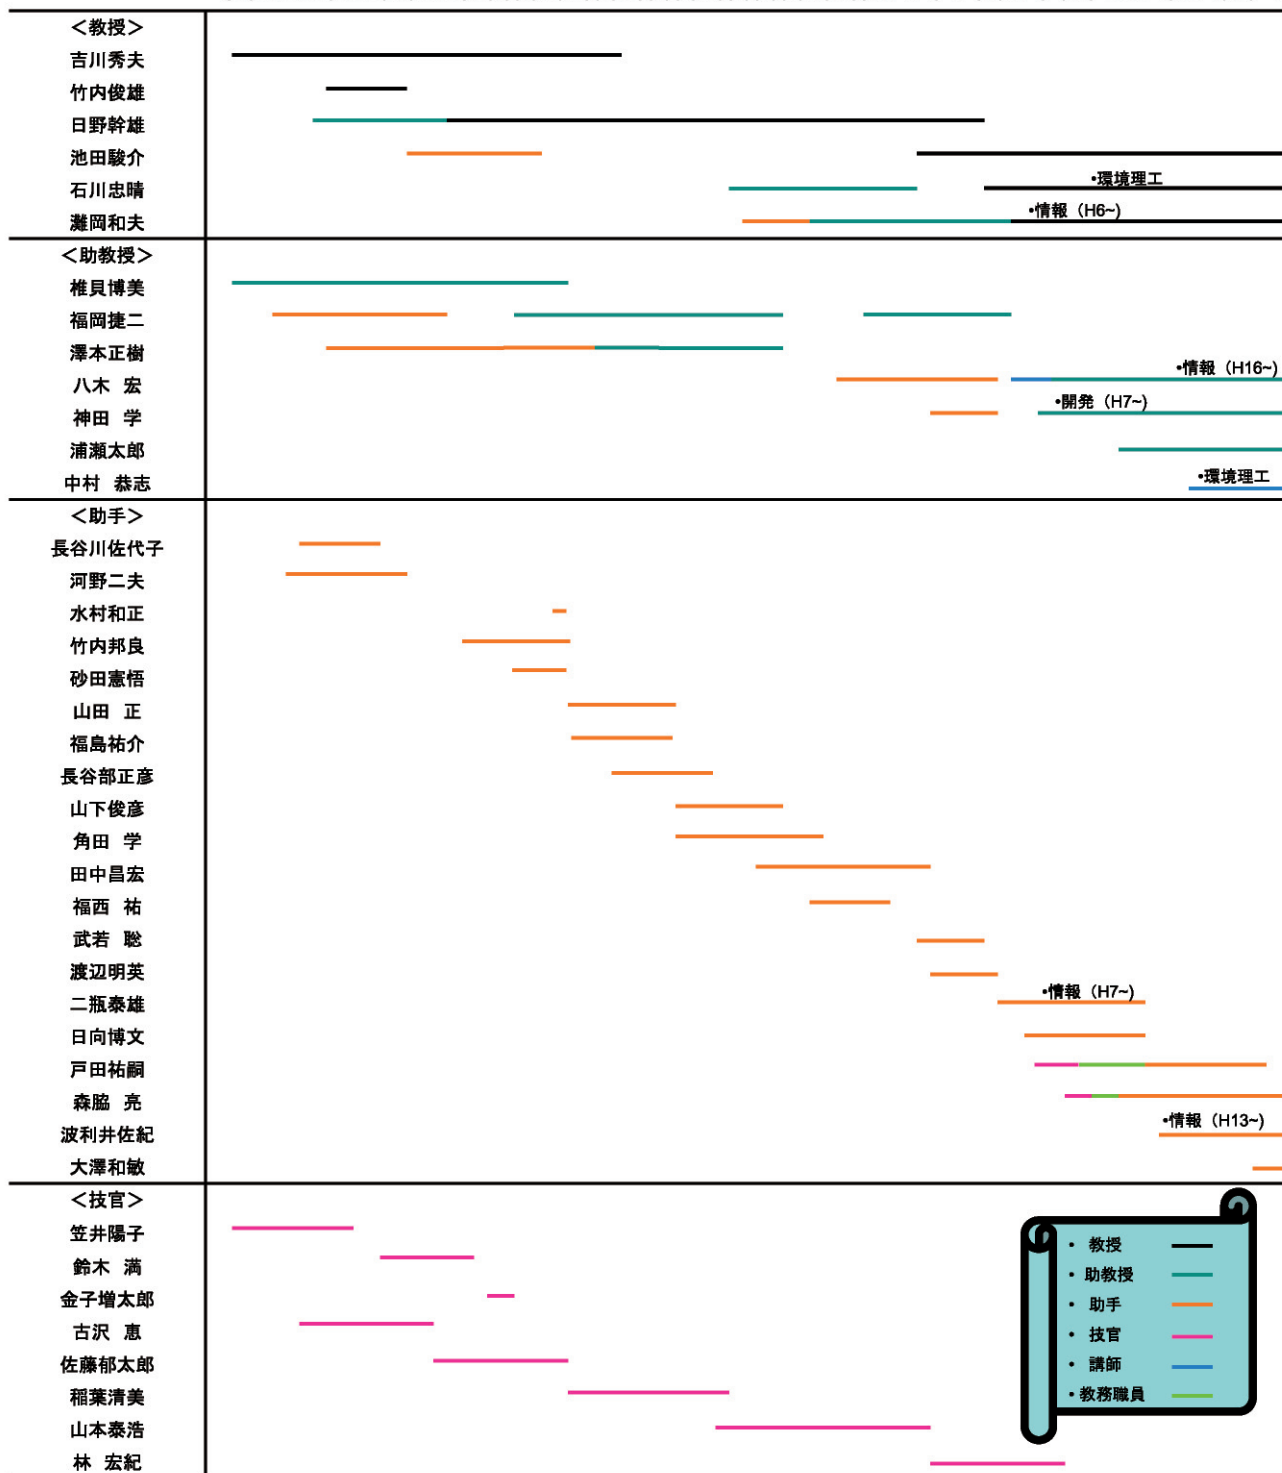 ＜教授＞
吉川秀夫
竹内俊雄
日野幹雄
池田駿介
石川忠晴
•環境理工
灘岡和夫
•情報（H6~)
＜助教授＞
椎貝博美
福岡捷二
澤本正樹
八木 宏
•情報（H16~)
神田 学
•開発（H7~)
浦瀬太郎
中村 恭志
•環境理工
＜助手＞
長谷川佐代子
河野二夫
水村和正
竹内邦良
砂田憲悟
山田 正
福島祐介
長谷部正彦
山下俊彦
角田 学
田中昌宏
福西 祐
武若 聡
渡辺明英
二瓶泰雄
•情報（H7~)
日向博文
戸田祐嗣
森脇 亮
波利井佐紀
•情報（H13~)
大澤和敏
＜技官＞
笠井陽子
鈴木 満
金子増太郎
古沢 恵
佐藤郁太郎
稲葉清美
山本泰浩
林 宏紀
• 教授
• 助教授
• 助手
• 技官
• 講師
• 教務職員